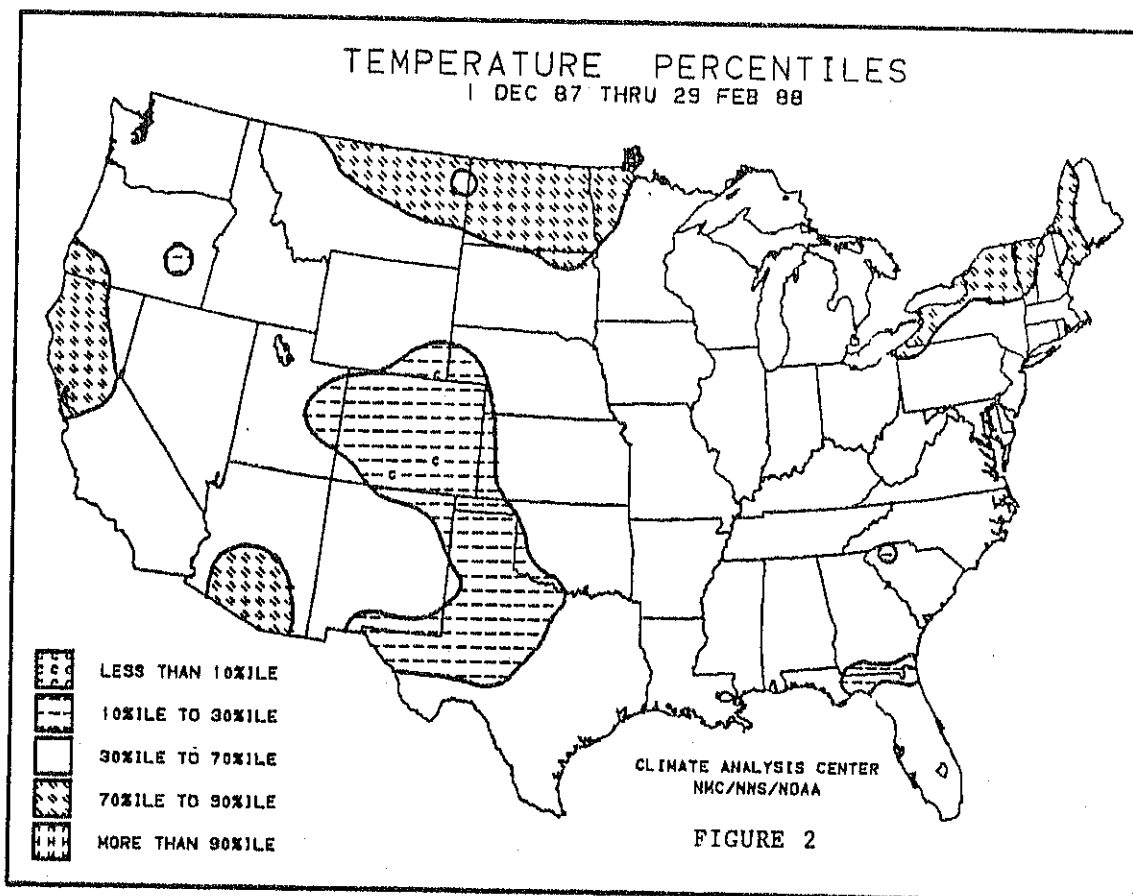 TEMPERATURE PERCENTILES
1 DEC 87 THRU 29 FEB 88
C
C
C
LESS THAN 10%ILE
10%ILE TO 30%ILE
30%ILE TO 70%ILE
70%ILE TO 90%ILE
MORE THAN 90%ILE
CLIMATE ANALYSIS CENTER
NMC/NWS/NOAA
FIGURE 2